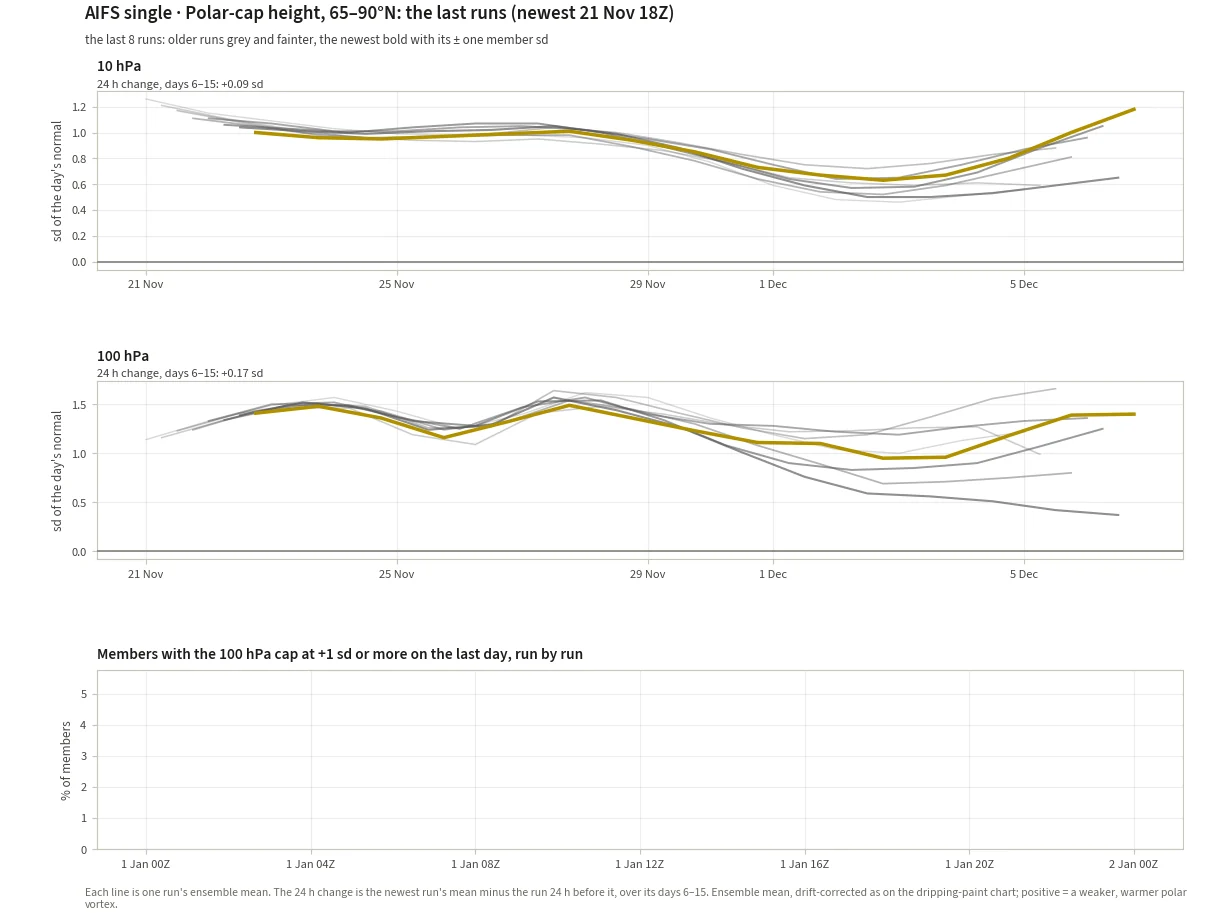 AIFS single · Polar-cap height, 65–90°N: the last runs (newest 21 Nov 18Z)
the last 8 runs: older runs grey and fainter, the newest bold with its ± one member sd
10 hPa
24 h change, days 6–15: +0.09 sd
sd of the day's normal
1.2
1.0
0.8
0.6
0.4
0.2
0.0
21 Nov 25 Nov 29 Nov 1 Dec 5 Dec
100 hPa
24 h change, days 6–15: +0.17 sd
sd of the day's normal
1.5
1.0
0.5
0.0
21 Nov 25 Nov 29 Nov 1 Dec 5 Dec
Members with the 100 hPa cap at +1 sd or more on the last day, run by run
% of members
5
4
3
2
1
0
1 Jan 00Z 1 Jan 04Z 1 Jan 08Z 1 Jan 12Z 1 Jan 16Z 1 Jan 20Z 2 Jan 00Z
Each line is one run's ensemble mean. The 24 h change is the newest run's mean minus the run 24 h before it, over its days 6–15. Ensemble mean, drift-corrected as on the dripping-paint chart; positive = a weaker, warmer polar
vortex.